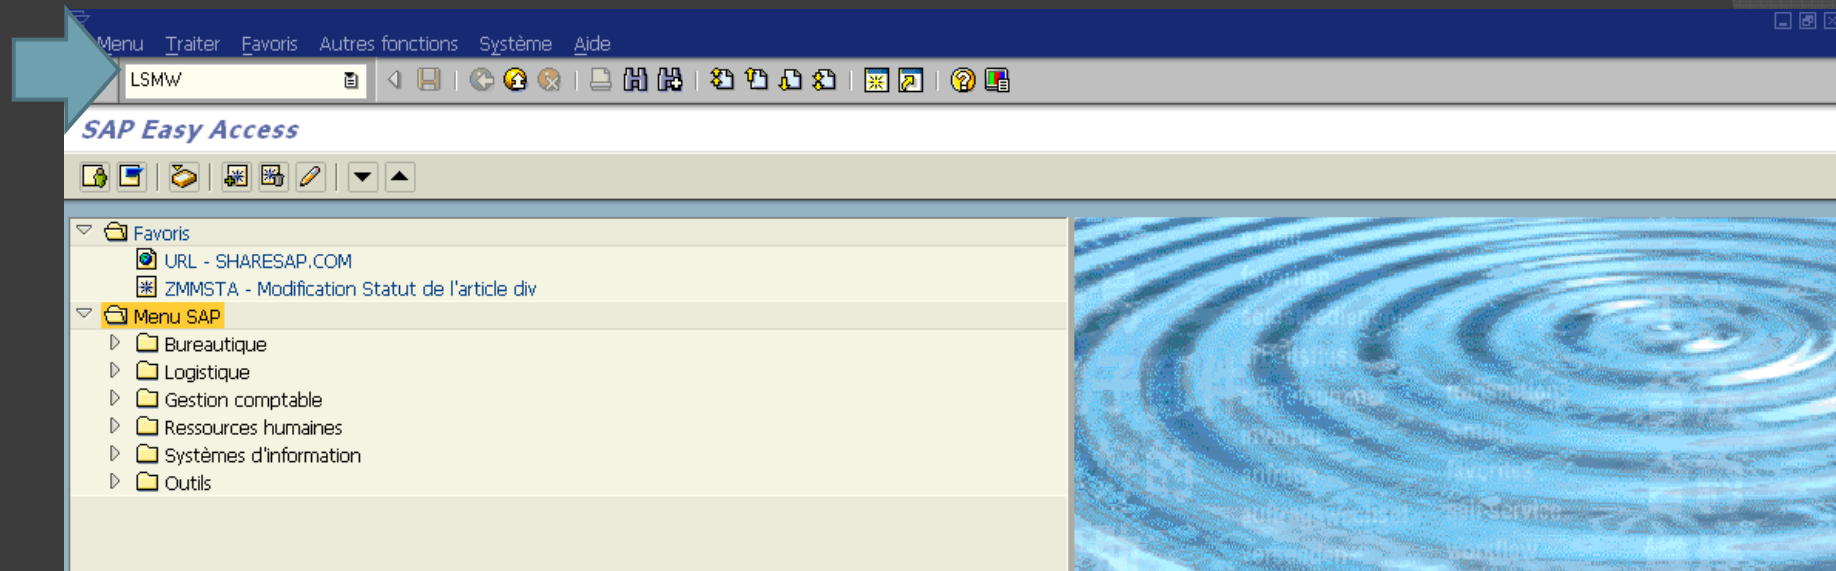 Menu Traiter Favoris Autres fonctions Système Aide
LSMW
SAP Easy Access
Favoris
URL - SHARESAP.COM
ZMMSTA - Modification Statut de l'article div
Menu SAP
Bureautique
Logistique
Gestion comptable
Ressources humaines
Systèmes d'information
Outils